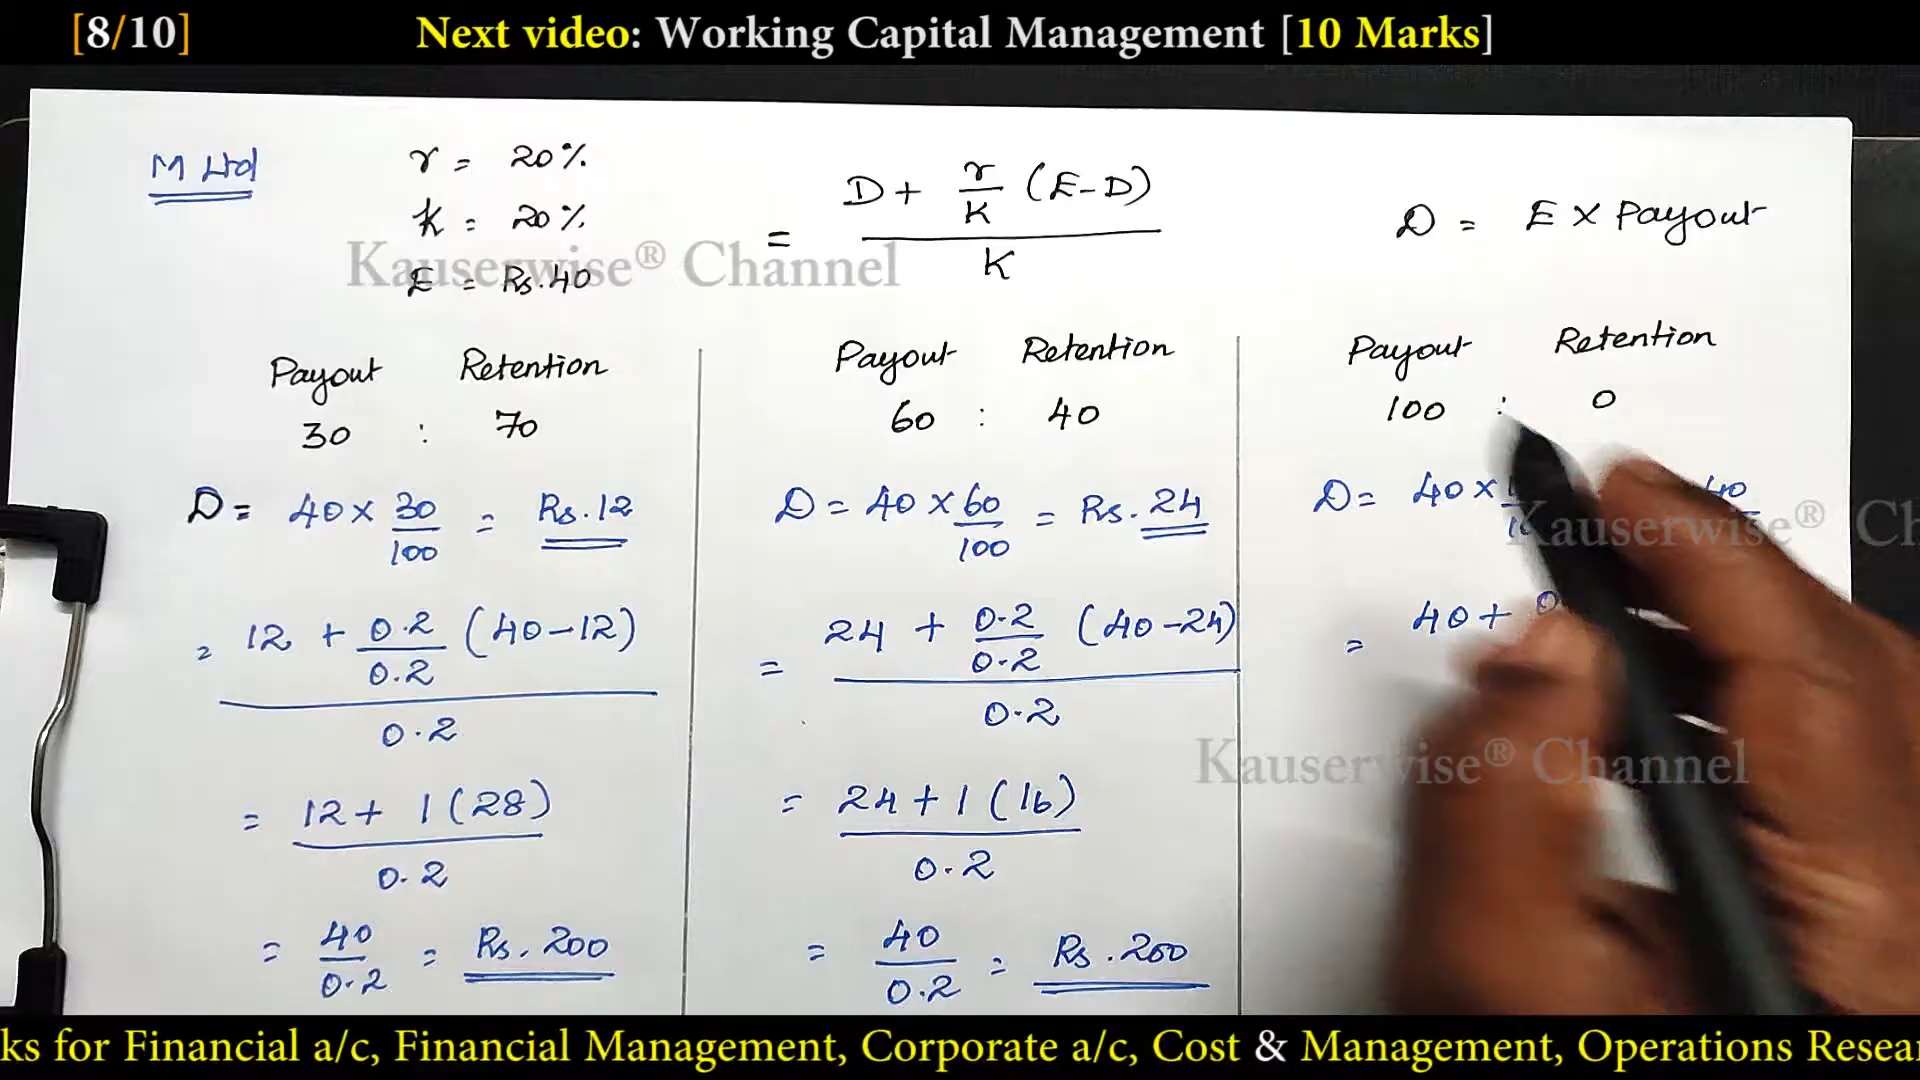 [8/10] Next video: Working Capital Management [10 Marks]
M Ltd
r = 20%
k = 20%
E = Rs.40
= D + r/K (E-D)
K
D = E X Payout
Kauserwise® Channel
Payout Retention
30 : 70
D = 40 x 30/100 = Rs.12
= 12 + 0.2/0.2 (40-12)
0.2
= 12 + 1 (28)
0.2
= 40/0.2 = Rs. 200
Payout Retention
60 : 40
D = 40 x 60/100 = Rs. 24
= 24 + 0.2/0.2 (40-24)
0.2
= 24 + 1 (16)
0.2
= 40/0.2 = Rs. 200
Payout Retention
100 : 0
D = 40 x 40
= 40 +
Kauserwise® Ch
Kauserwise® Channel
ks for Financial a/c, Financial Management, Corporate a/c, Cost & Management, Operations Resear